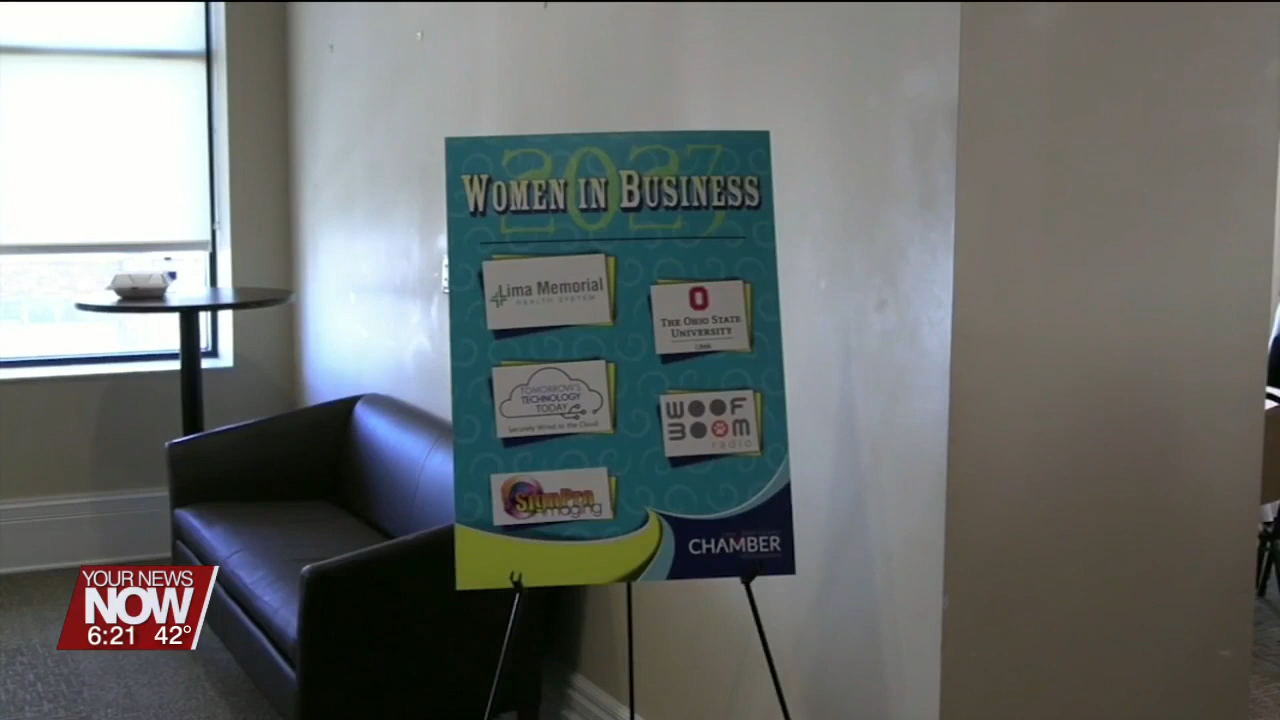 WOMEN IN BUSINESS
Lima Memorial
HEALTH SYSTEM
O
THE OHIO STATE
UNIVERSITY
LIMA
TOMORROW'S
TECHNOLOGY
TODAY
Securely Wired to the Cloud
WOOF
BOOM
radio
SignPro
Imaging
CHAMBER
YOUR NEWS
NOW
6:21 42°